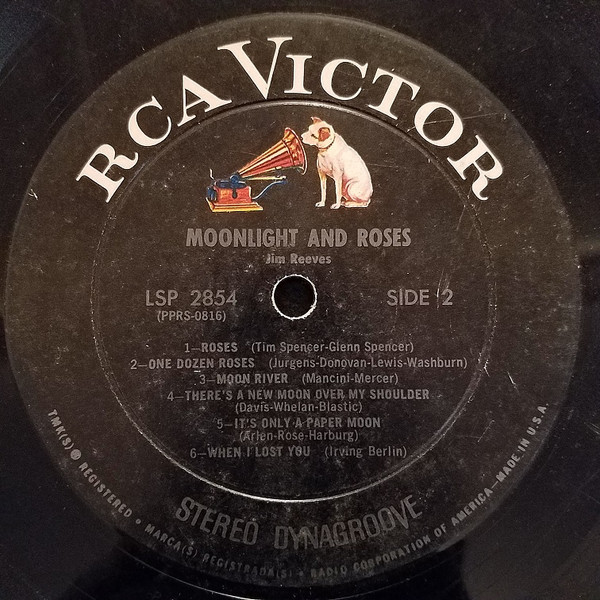 RCA VICTOR
MOONLIGHT AND ROSES
Jim Reeves
LSP 2854 SIDE 2
(PPRS-0816)
1—ROSES (Tim Spencer-Glenn Spencer)
2—ONE DOZEN ROSES (Jurgens-Donovan-Lewis-Washburn)
3—MOON RIVER (Mancini-Mercer)
4—THERE'S A NEW MOON OVER MY SHOULDER
(Davis-Whelan-Blastic)
5—IT'S ONLY A PAPER MOON
(Arlen-Rose-Harburg)
6—WHEN I LOST YOU (Irving Berlin)
STEREO DYNAGROOVE
TMK(S) ® REGISTERED • MARCA(S) REGISTRADA(S) • RADIO CORPORATION OF AMERICA—MADE IN U.S.A.